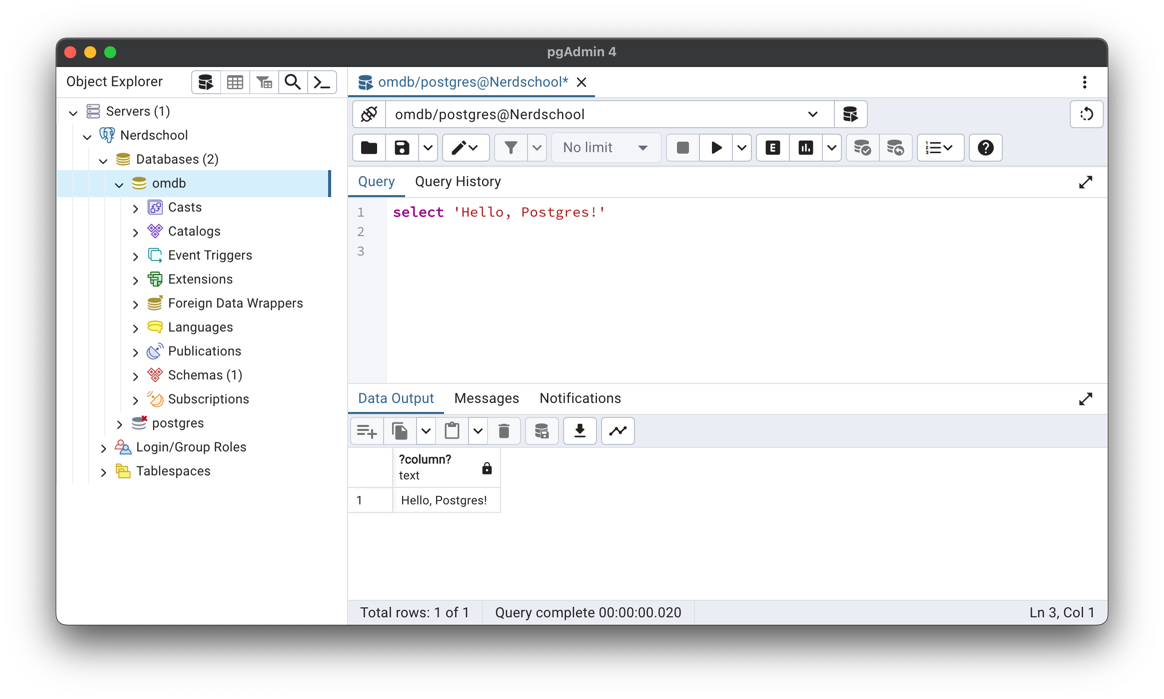 pgAdmin 4
Object Explorer
Servers (1)
Nerdschool
Databases (2)
omdb
Casts
Catalogs
Event Triggers
Extensions
Foreign Data Wrappers
Languages
Publications
Schemas (1)
Subscriptions
postgres
Login/Group Roles
Tablespaces
omdb/postgres@Nerdschool*
omdb/postgres@Nerdschool
No limit
E
Query Query History
1 select 'Hello, Postgres!'
2
3
Data Output Messages Notifications
?column?
text
1 Hello, Postgres!
Total rows: 1 of 1 Query complete 00:00:00.020 Ln 3, Col 1